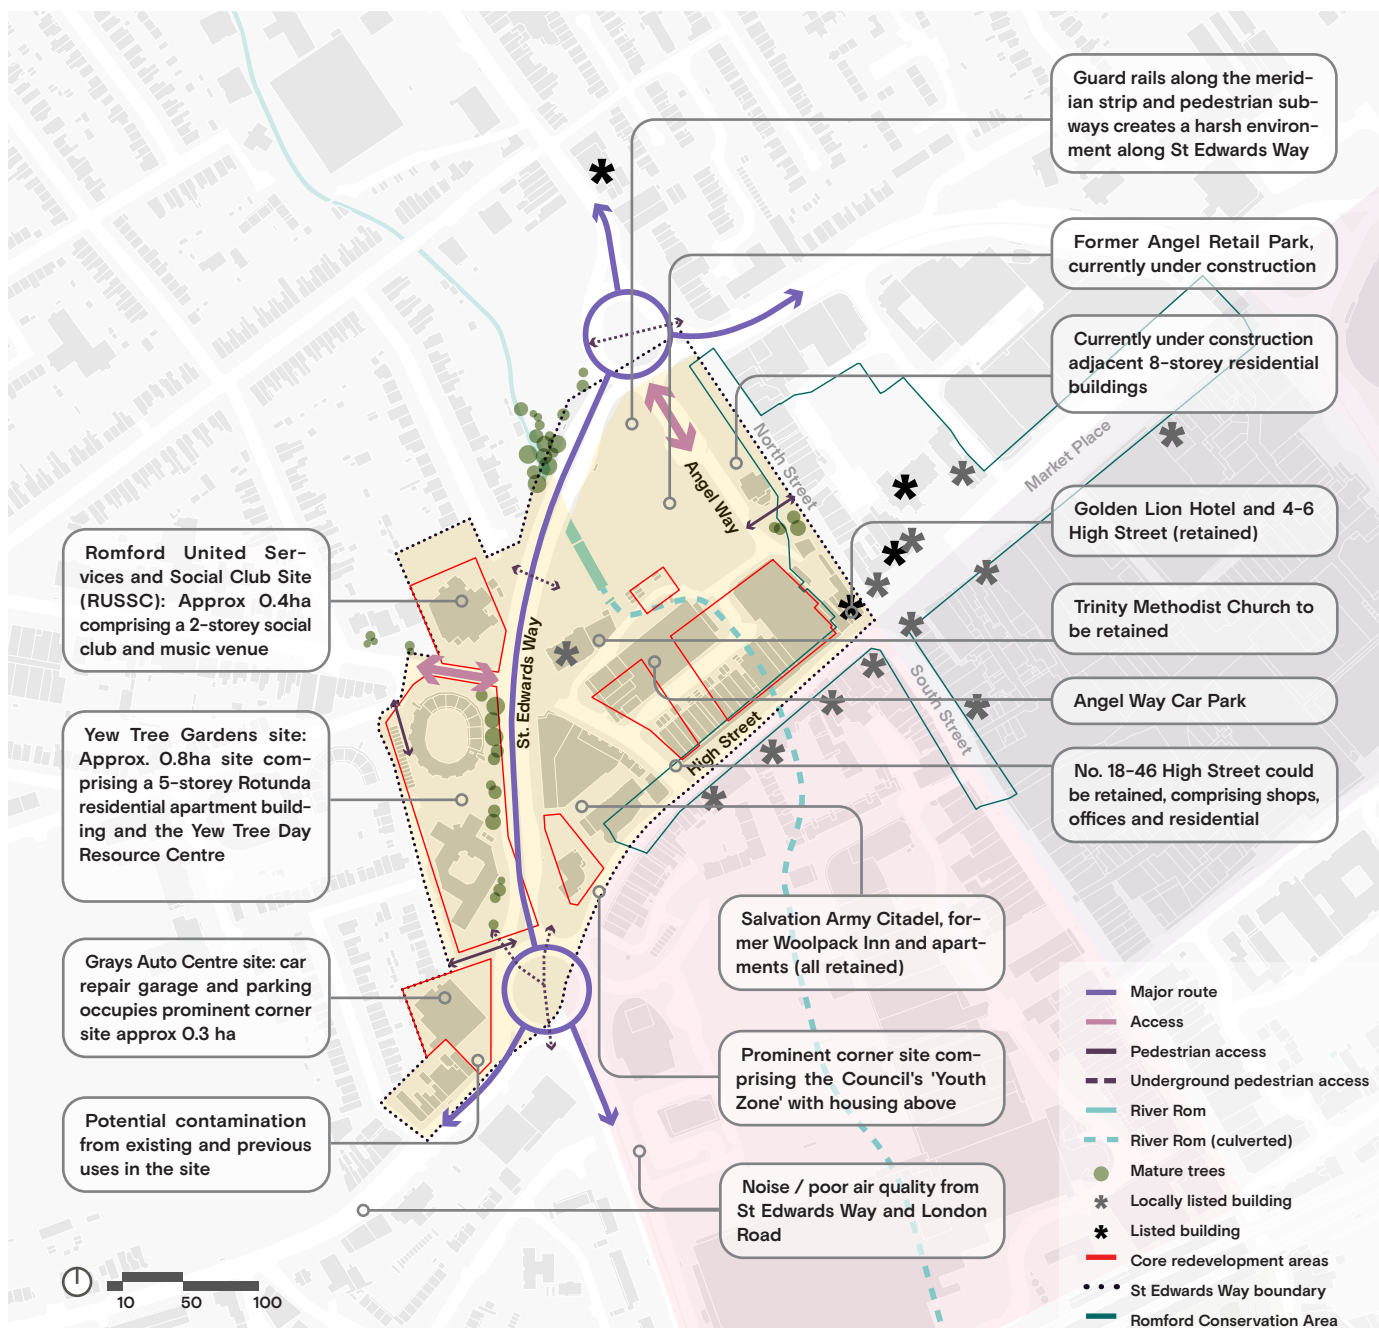 Guard rails along the merid-
ian strip and pedestrian sub-
ways creates a harsh environ-
ment along St Edwards Way
Former Angel Retail Park,
currently under construction
Currently under construction
adjacent 8-storey residential
buildings
North Street
Market Place
Angel Way
Golden Lion Hotel and 4-6
High Street (retained)
Romford United Ser-
vices and Social Club Site
(RUSSC): Approx 0.4ha
comprising a 2-storey social
club and music venue
Trinity Methodist Church to
be retained
St. Edwards Way
South Street
Angel Way Car Park
High Street
Yew Tree Gardens site:
Approx. 0.8ha site com-
prising a 5-storey Rotunda
residential apartment build-
ing and the Yew Tree Day
Resource Centre
No. 18-46 High Street could
be retained, comprising shops,
offices and residential
Salvation Army Citadel, for-
mer Woolpack Inn and apart-
ments (all retained)
Grays Auto Centre site: car
repair garage and parking
occupies prominent corner
site approx 0.3 ha
Prominent corner site com-
prising the Council's 'Youth
Zone' with housing above
Potential contamination
from existing and previous
uses in the site
Noise / poor air quality from
St Edwards Way and London
Road
Major route
Access
Pedestrian access
Underground pedestrian access
River Rom
River Rom (culverted)
Mature trees
Locally listed building
Listed building
Core redevelopment areas
St Edwards Way boundary
Romford Conservation Area
10 50 100